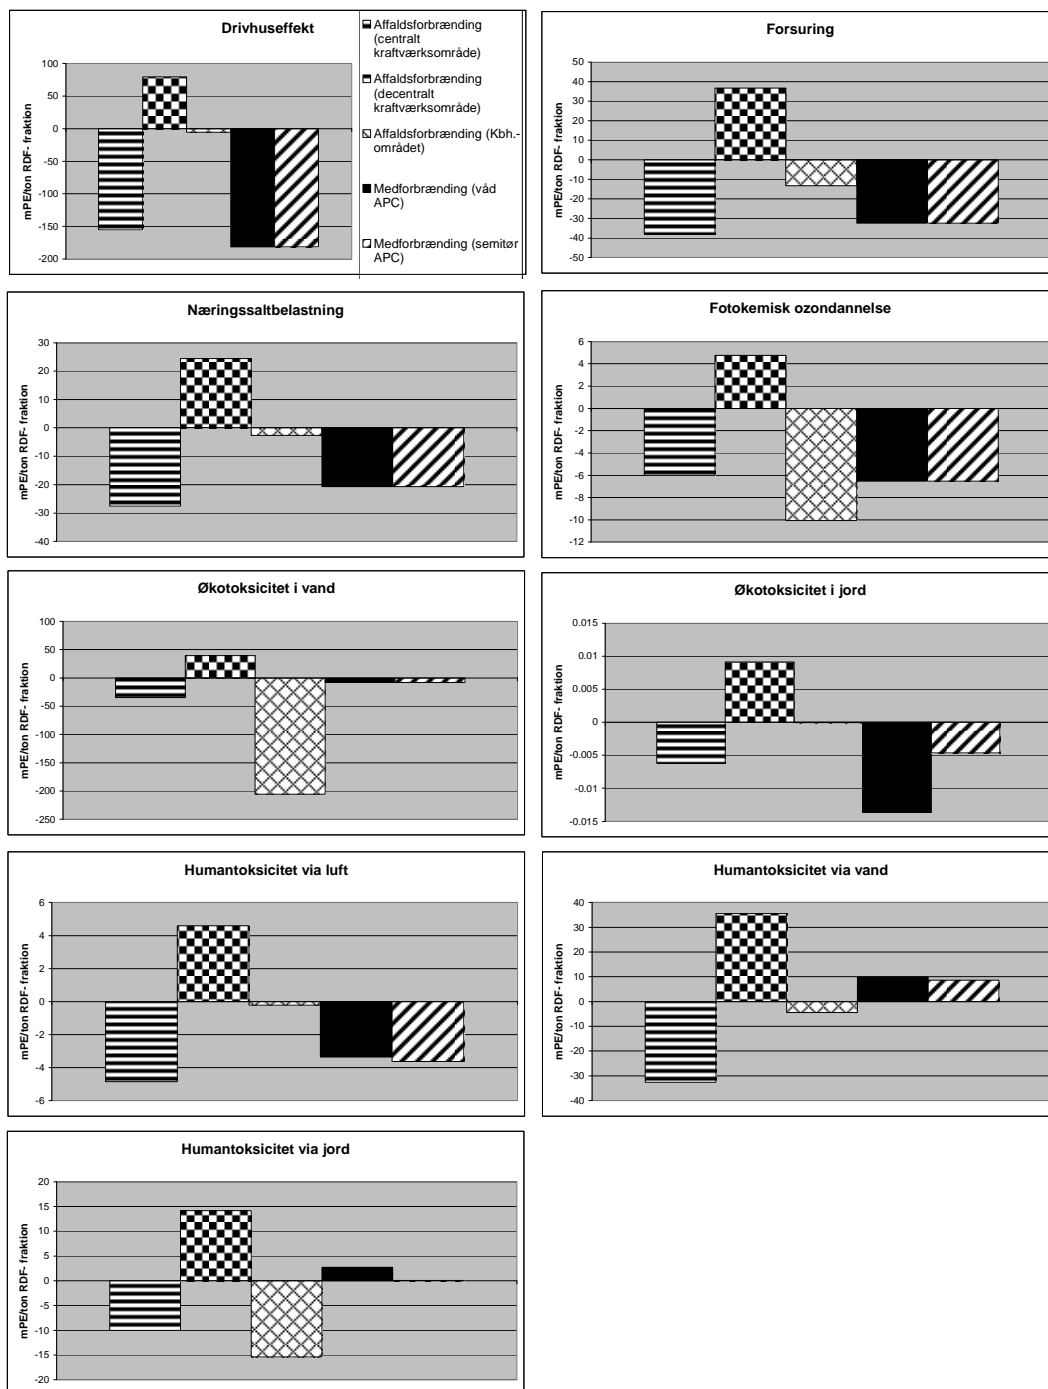 Drivhuseffekt
mPE/ton RDF- fraktion
100
50
0
-50
-100
-150
-200
Affaldsforbrænding
(centralt
kraftværksområde)
Affaldsforbrænding
(decentralt
kraftværksområde)
Affaldsforbrænding (Kbh.-
området)
Medforbrænding (våd
APC)
Medforbrænding (semitør
APC)
Forsuring
mPE/ton RDF- fraktion
50
40
30
20
10
0
-10
-20
-30
-40
-50
Næringssaltbelastning
mPE/ton RDF- fraktion
30
20
10
0
-10
-20
-30
-40
Fotokemisk ozondannelse
mPE/ton RDF- fraktion
6
4
2
0
-2
-4
-6
-8
-10
-12
Økotoksicitet i vand
mPE/ton RDF- fraktion
100
50
0
-50
-100
-150
-200
-250
Økotoksicitet i jord
mPE/ton RDF- fraktion
0.015
0.01
0.005
0
-0.005
-0.01
-0.015
Humantoksicitet via luft
mPE/ton RDF- fraktion
6
4
2
0
-2
-4
-6
Humantoksicitet via vand
mPE/ton RDF- fraktion
40
30
20
10
0
-10
-20
-30
-40
Humantoksicitet via jord
mPE/ton RDF- fraktion
20
15
10
5
0
-5
-10
-15
-20